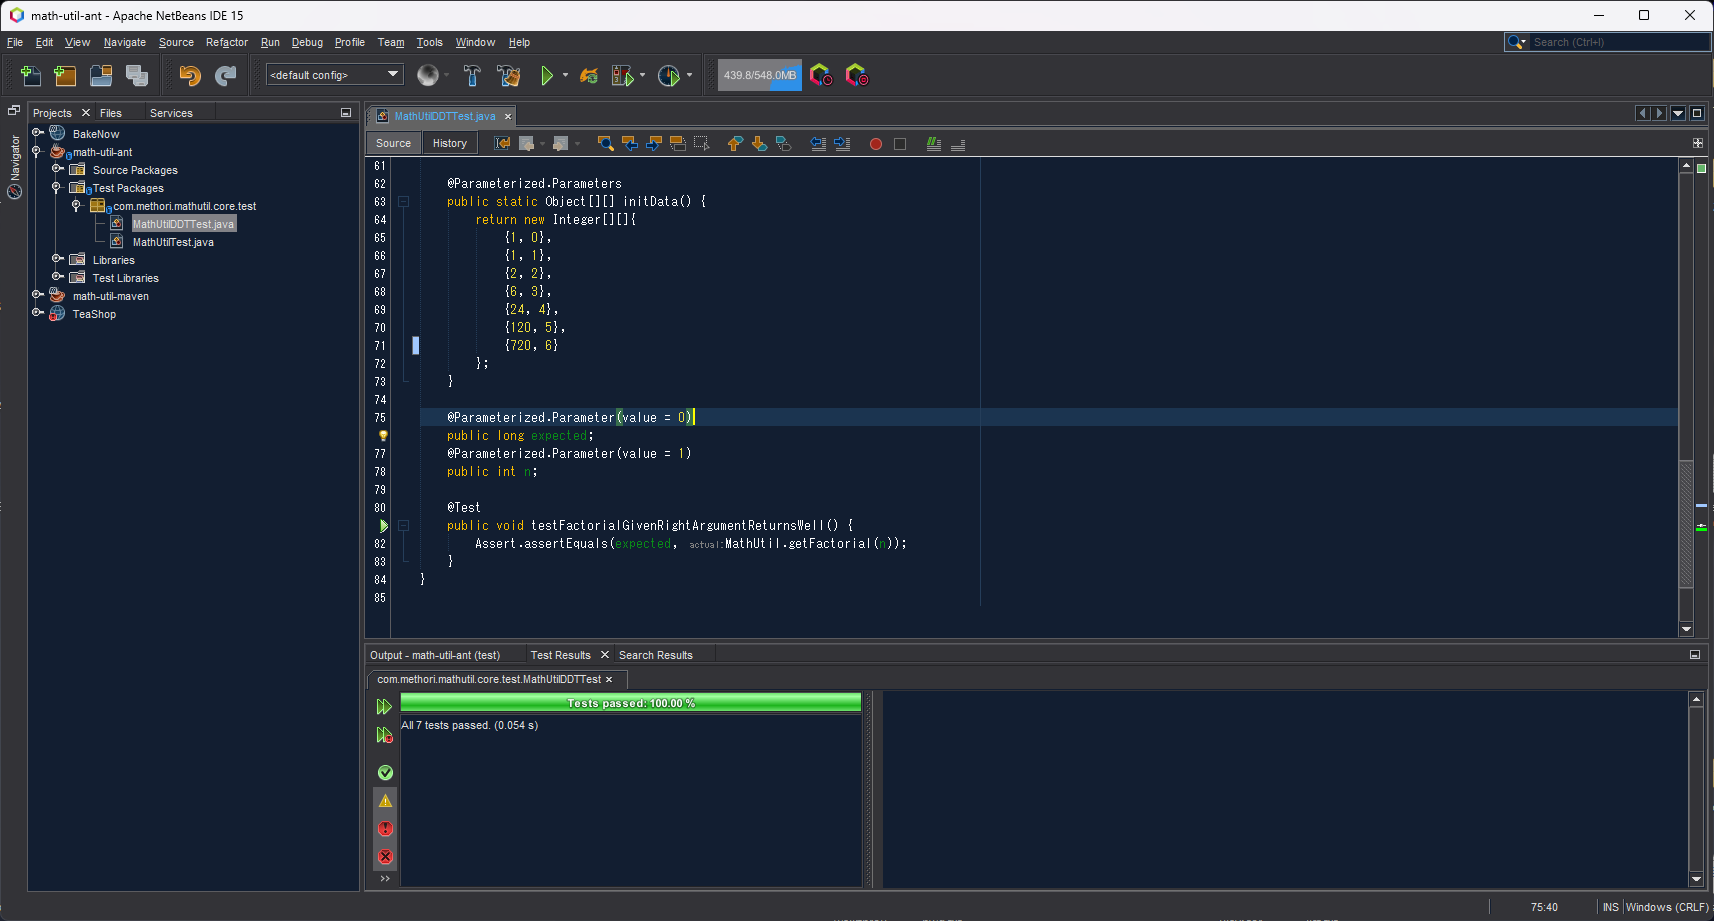 math-util-ant - Apache NetBeans IDE 15
File Edit View Navigate Source Refactor Run Debug Profile Team Tools Window Help
Search (Ctrl+I)
<default config>
439.8/548.0MB
Projects Files Services
Navigator
BakeNow
math-util-ant
Source Packages
Test Packages
com.methori.mathutil.core.test
MathUtilDDTTest.java
MathUtilTest.java
Libraries
Test Libraries
math-util-maven
TeaShop
MathUtilDDTTest.java
Source History
61
62 @Parameterized.Parameters
63 public static Object[][] initData() {
64 return new Integer[][]{
65 {1, 0},
66 {1, 1},
67 {2, 2},
68 {6, 3},
69 {24, 4},
70 {120, 5},
71 {720, 6}
72 };
73 }
74
75 @Parameterized.Parameter(value = 0)
public long expected;
77 @Parameterized.Parameter(value = 1)
78 public int n;
79
80 @Test
public void testFactorialGivenRightArgumentReturnsWell() {
82 Assert.assertEquals(expected, actual:MathUtil.getFactorial(n));
83 }
84 }
85
Output - math-util-ant (test) Test Results Search Results
com.methori.mathutil.core.test.MathUtilDDTTest
Tests passed: 100.00 %
All 7 tests passed. (0.054 s)
75:40 INS Windows (CRLF)